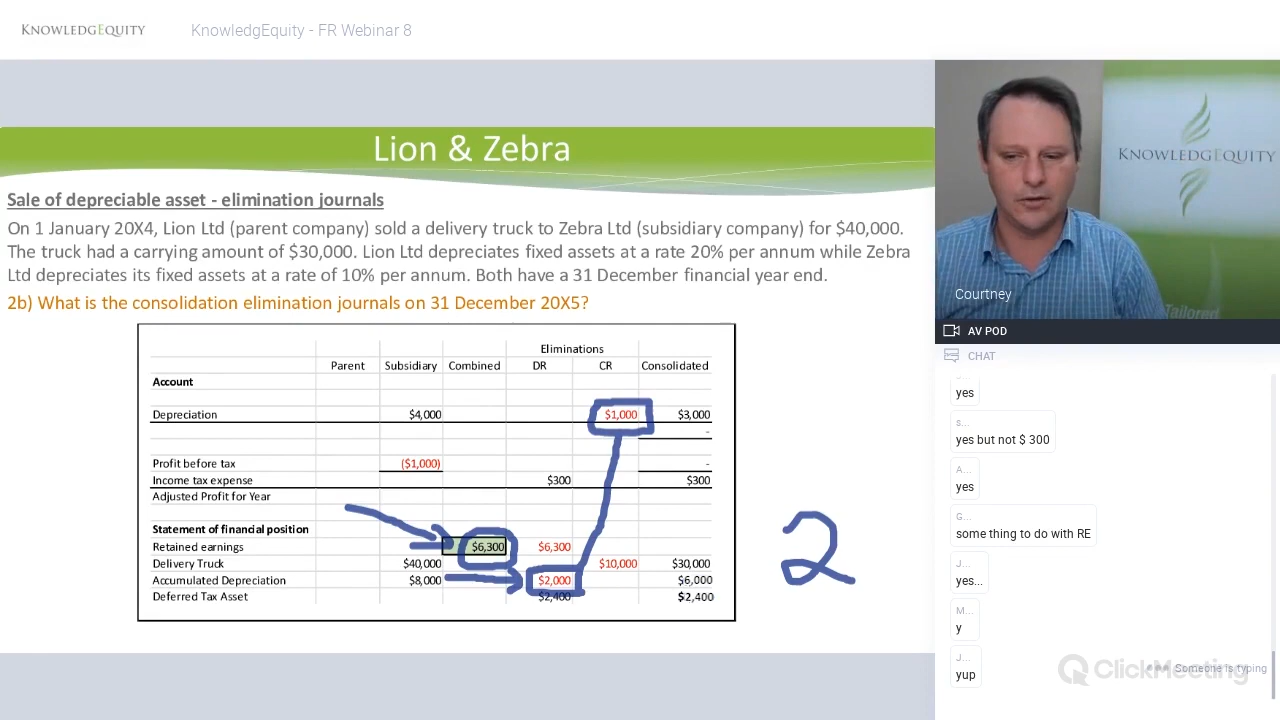 KNOWLEDGEQUITY KnowledgEquity - FR Webinar 8
Lion & Zebra
Sale of depreciable asset - elimination journals
On 1 January 20X4, Lion Ltd (parent company) sold a delivery truck to Zebra Ltd (subsidiary company) for $40,000.
The truck had a carrying amount of $30,000. Lion Ltd depreciates fixed assets at a rate 20% per annum while Zebra
Ltd depreciates its fixed assets at a rate of 10% per annum. Both have a 31 December financial year end.
2b) What is the consolidation elimination journals on 31 December 20X5?
Eliminations
Parent Subsidiary Combined DR CR Consolidated
Account
Depreciation $4,000 $1,000 $3,000
-
Profit before tax ($1,000) -
Income tax expense $300 $300
Adjusted Profit for Year
Statement of financial position
Retained earnings $6,300 $6,300
Delivery Truck $40,000 $10,000 $30,000
Accumulated Depreciation $8,000 $2,000 $6,000
Deferred Tax Asset $2,400 $2,400
2
KNOWLEDGEQUITY
Tailored
Courtney
AV POD
CHAT
yes
s...
yes but not $ 300
A...
yes
G...
some thing to do with RE
J...
yes...
M...
y
J...
yup
ClickMeeting
Someone is typing